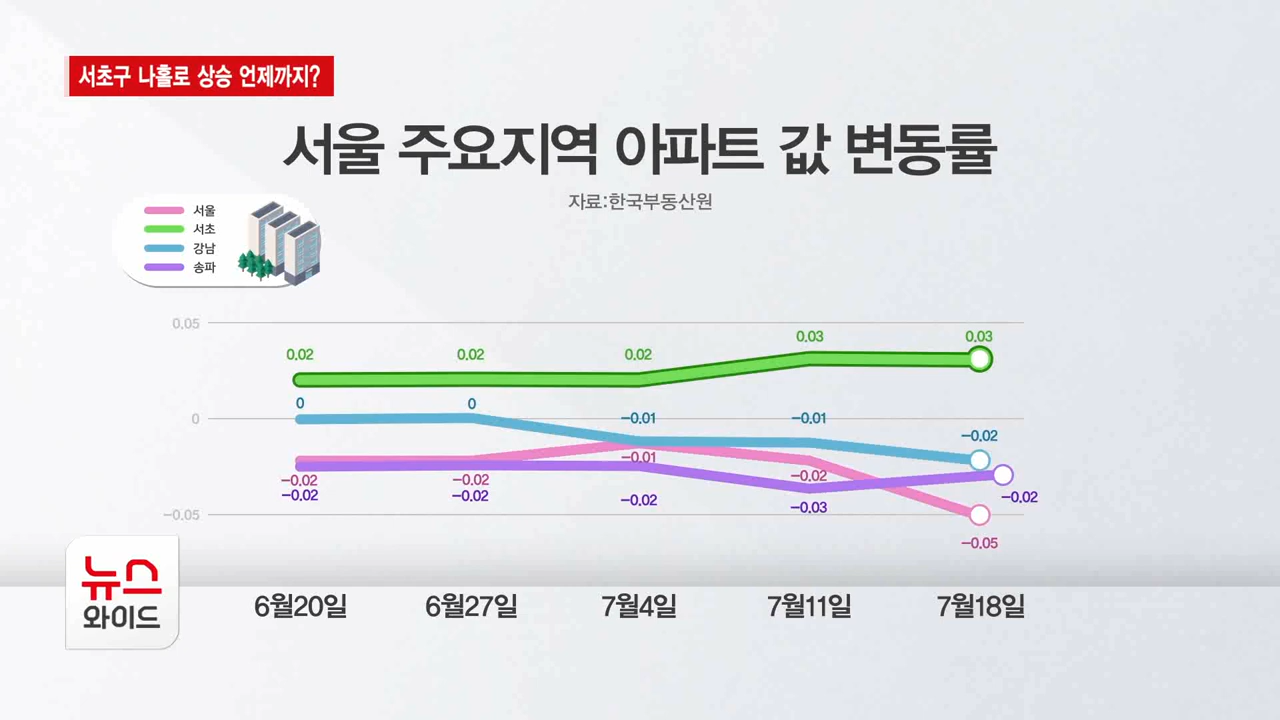 서초구 나홀로 상승 언제까지?
서울 주요지역 아파트 값 변동률
자료:한국부동산원
서울
서초
강남
송파
0.05
0.02 0.02 0.02 0.03 0.03
0 0 -0.01 -0.01 -0.02
0
-0.02 -0.02 -0.01 -0.02 -0.05
-0.02 -0.02 -0.02 -0.03 -0.02
-0.05
뉴스
와이드
6월20일 6월27일 7월4일 7월11일 7월18일